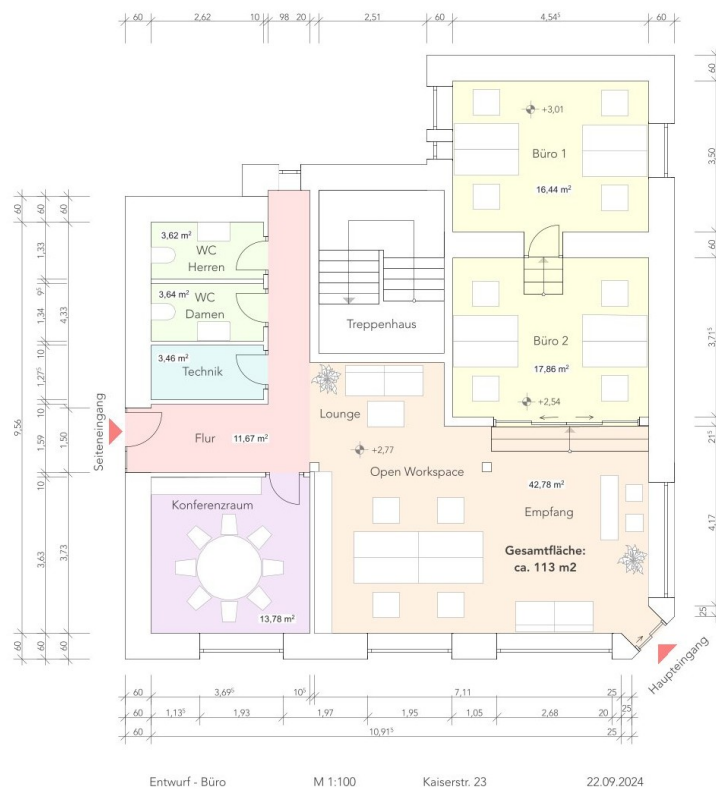 60 2,62 10 98 20 2,51 4,54⁵ 60
60
3,50
60
3,71⁵
21⁵
4,17
25
60
60
1,33
9⁵
1,34
10
1,27⁵
10
1,59
10
3,63
60
60
4,33
1,50
3,73
60
60
9,56
60
+3,01
Büro 1
16,44 m²
3,62 m²
WC
Herren
3,64 m²
WC
Damen
3,46 m²
Technik
Treppenhaus
Büro 2
17,86 m²
+2,54
Lounge
Seiteneingang
Flur 11,67 m²
+2,77
Open Workspace
42,78 m²
Empfang
Konferenzraum
Gesamtfläche:
ca. 113 m2
13,78 m²
Haupteingang
60 3,69⁵ 10⁵ 7,11 25
25
60 1,13⁵ 1,93 1,97 1,95 1,05 2,68 20
60 10,91⁵ 25
Entwurf - Büro M 1:100 Kaiserstr. 23 22.09.2024